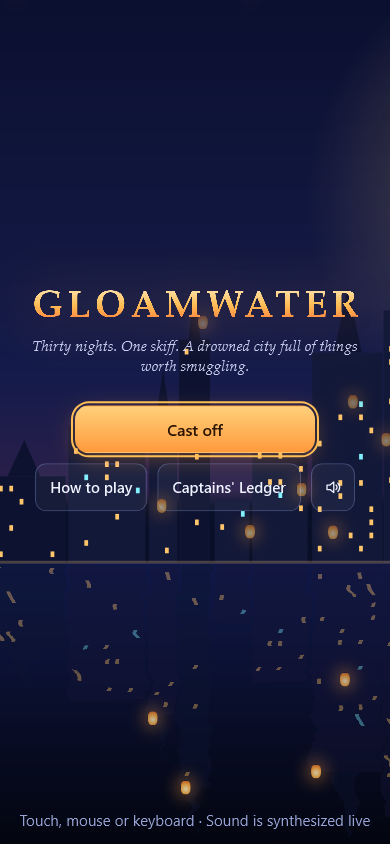 GLOAMWATER
Thirty nights. One skiff. A drowned city full of things
worth smuggling.
Cast off
How to play
Captains' Ledger
Touch, mouse or keyboard · Sound is synthesized live